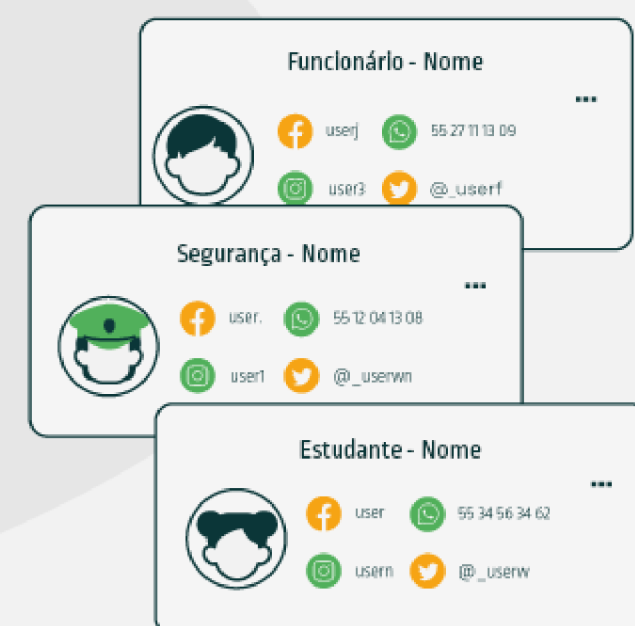 Funcionário - Nome
userj 55 27 11 13 09
user3 @_userf
Segurança - Nome
user. 55 12 04 13 08
user1 @_userwn
Estudante - Nome
user 55 34 56 34 62
usern @_userw